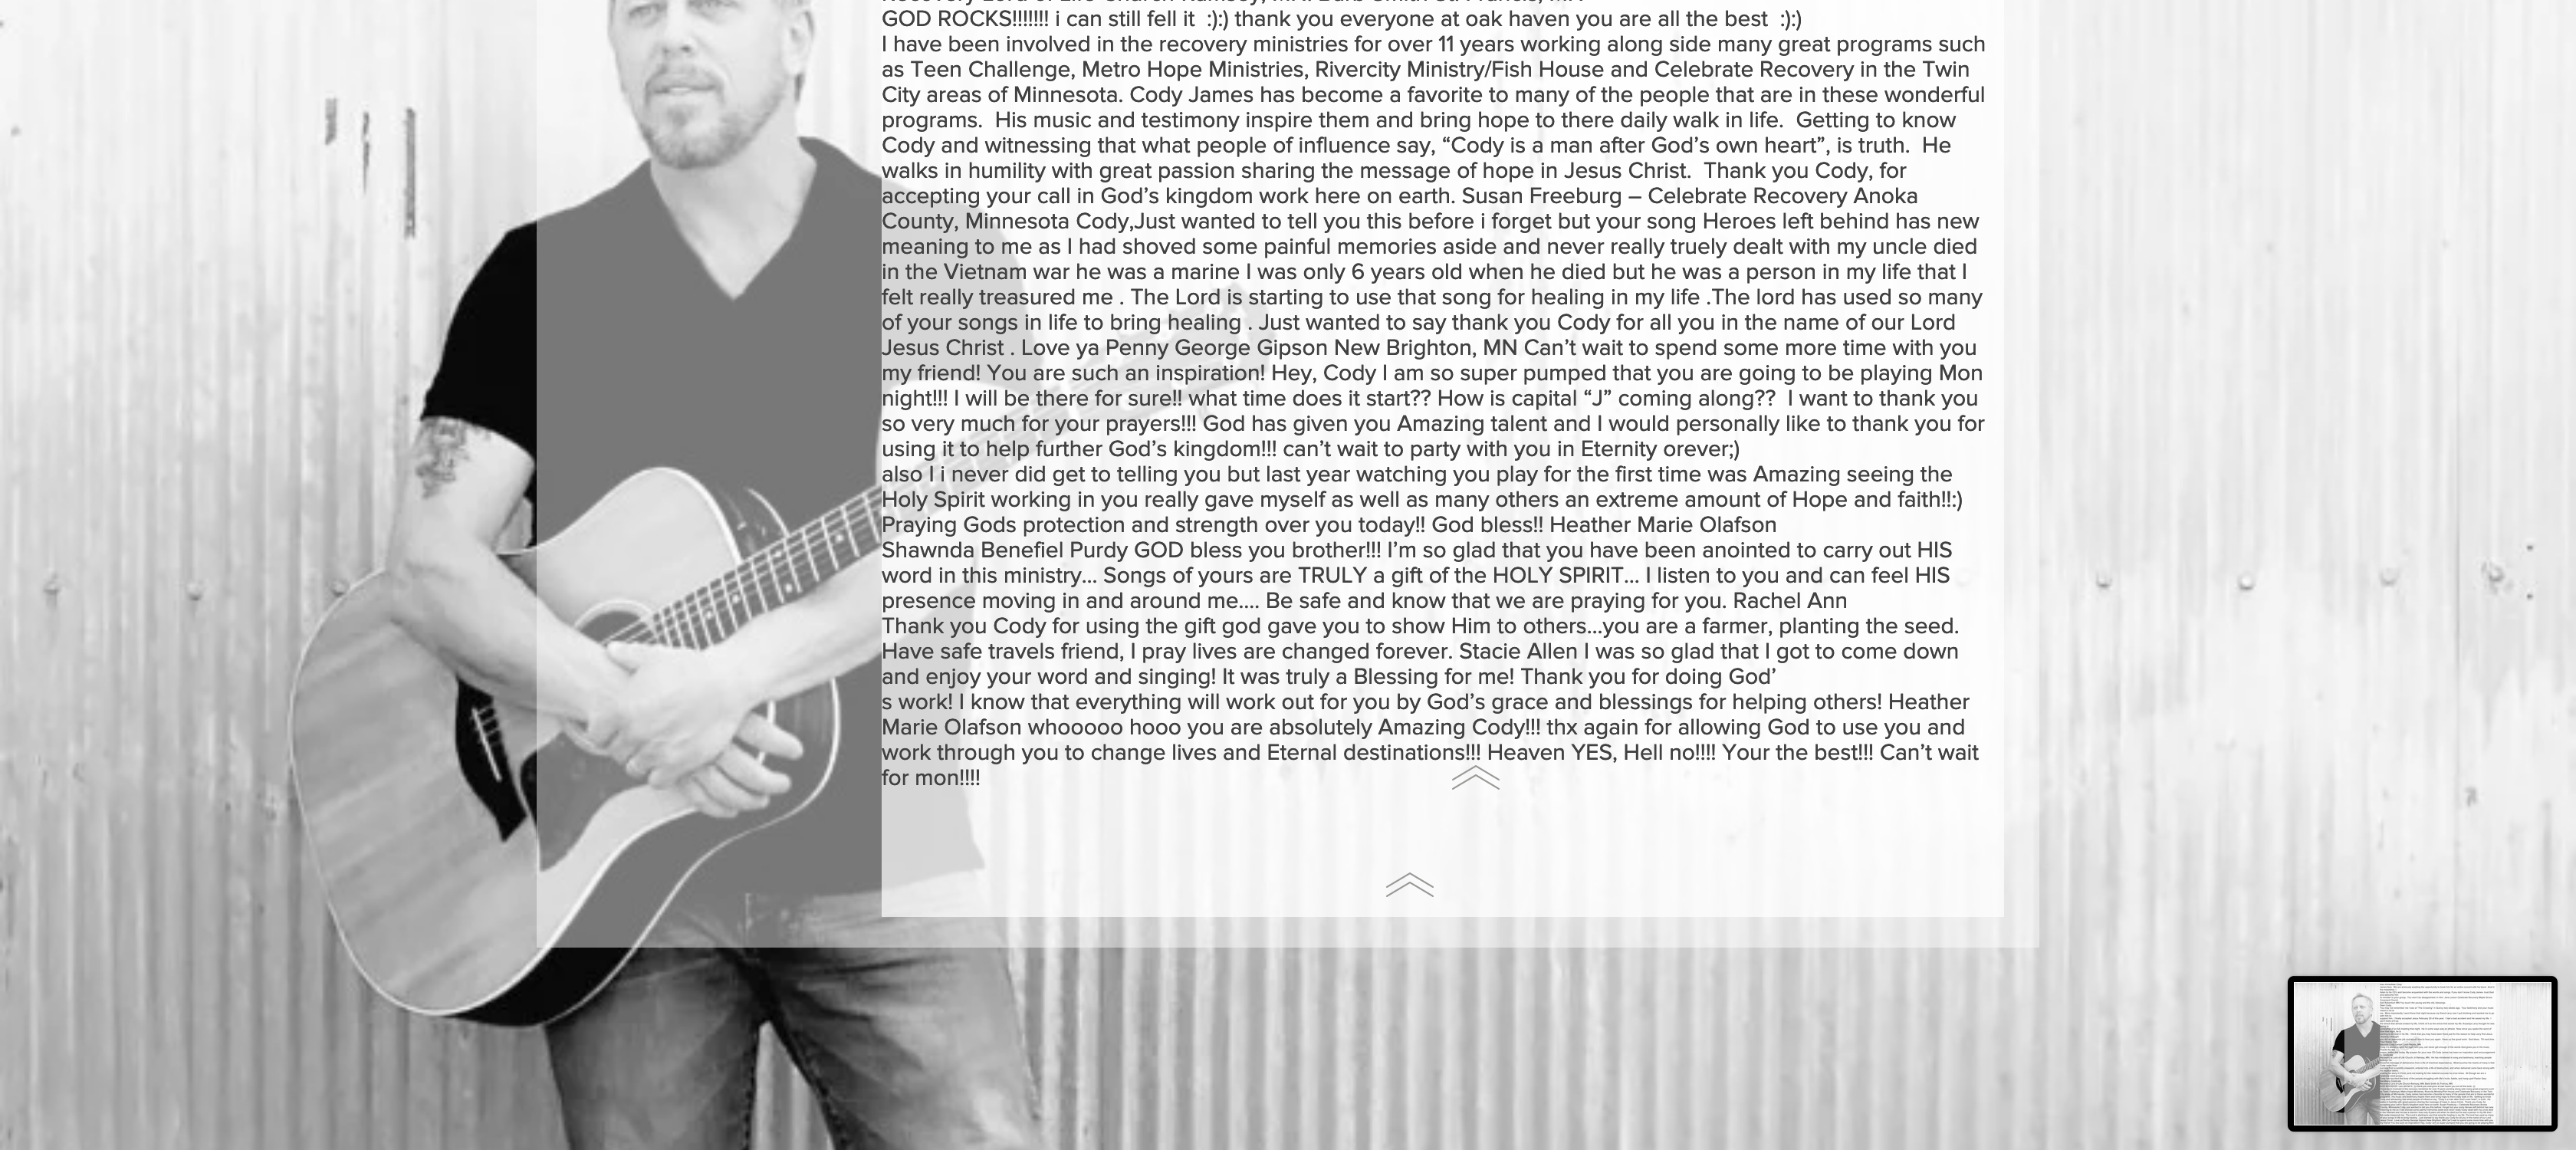 GOD ROCKS!!!!!!! i can still fell it  :):) thank you everyone at oak haven you are all the best  :):)
I have been involved in the recovery ministries for over 11 years working along side many great programs such
as Teen Challenge, Metro Hope Ministries, Rivercity Ministry/Fish House and Celebrate Recovery in the Twin
City areas of Minnesota. Cody James has become a favorite to many of the people that are in these wonderful
programs.  His music and testimony inspire them and bring hope to there daily walk in life.  Getting to know
Cody and witnessing that what people of influence say, “Cody is a man after God’s own heart”, is truth.  He
walks in humility with great passion sharing the message of hope in Jesus Christ.  Thank you Cody, for
accepting your call in God’s kingdom work here on earth. Susan Freeburg – Celebrate Recovery Anoka
County, Minnesota Cody,Just wanted to tell you this before i forget but your song Heroes left behind has new
meaning to me as I had shoved some painful memories aside and never really truely dealt with my uncle died
in the Vietnam war he was a marine I was only 6 years old when he died but he was a person in my life that I
felt really treasured me . The Lord is starting to use that song for healing in my life .The lord has used so many
of your songs in life to bring healing . Just wanted to say thank you Cody for all you in the name of our Lord
Jesus Christ . Love ya Penny George Gipson New Brighton, MN Can’t wait to spend some more time with you
my friend! You are such an inspiration! Hey, Cody I am so super pumped that you are going to be playing Mon
night!!! I will be there for sure!! what time does it start?? How is capital “J” coming along??  I want to thank you
so very much for your prayers!!! God has given you Amazing talent and I would personally like to thank you for
using it to help further God’s kingdom!!! can’t wait to party with you in Eternity orever;)
also I i never did get to telling you but last year watching you play for the first time was Amazing seeing the
Holy Spirit working in you really gave myself as well as many others an extreme amount of Hope and faith!!:)
Praying Gods protection and strength over you today!! God bless!! Heather Marie Olafson
Shawnda Benefiel Purdy GOD bless you brother!!! I’m so glad that you have been anointed to carry out HIS
word in this ministry... Songs of yours are TRULY a gift of the HOLY SPIRIT... I listen to you and can feel HIS
presence moving in and around me.... Be safe and know that we are praying for you. Rachel Ann
Thank you Cody for using the gift god gave you to show Him to others...you are a farmer, planting the seed.
Have safe travels friend, I pray lives are changed forever. Stacie Allen I was so glad that I got to come down
and enjoy your word and singing! It was truly a Blessing for me! Thank you for doing God’
s work! I know that everything will work out for you by God’s grace and blessings for helping others! Heather
Marie Olafson whooooo hooo you are absolutely Amazing Cody!!! thx again for allowing God to use you and
work through you to change lives and Eternal destinations!!! Heaven YES, Hell no!!!! Your the best!!! Can’t wait
for mon!!!!